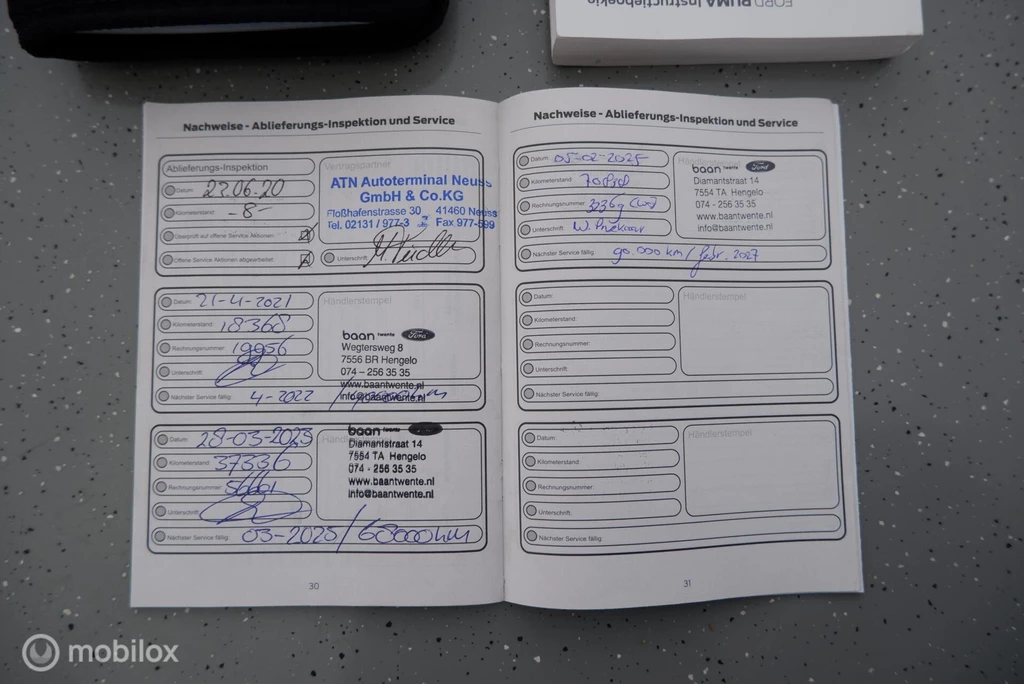 FORD PUMA Instructieboekje
Nachweise - Ablieferungs-Inspektion und Service
Ablieferungs-Inspektion
Datum: 22.06.20
Kilometerstand: -8-
Überprüft auf offene Service Aktionen:
Offene Service Aktionen abgearbeitet:
Vertragspartner
ATN Autoterminal Neuss
GmbH & Co.KG
Floßhafenstrasse 30 41460 Neuss
Tel. 02131 / 977-3 Fax 977-599
Unterschrift:
Datum: 21-4-2021
Kilometerstand: 18368
Rechnungsnummer: 19956
Unterschrift:
Nächster Service fällig: 4-2022
Händlerstempel
baan twente Ford
Wegtersweg 8
7556 BR Hengelo
074 - 256 35 35
www.baantwente.nl
info@baantwente.nl
Datum: 28-03-2023
Kilometerstand: 37336
Rechnungsnummer:
Unterschrift:
Nächster Service fällig: 03-2025/68000km
baan twente
Diamantstraat 14
7554 TA Hengelo
074 - 256 35 35
www.baantwente.nl
info@baantwente.nl
30
Nachweise - Ablieferungs-Inspektion und Service
Datum: 05-02-2025
Kilometerstand:
Rechnungsnummer:
Unterschrift:
Nächster Service fällig: 90.000 km / febr. 2027
Händlerstempel
baan twente Ford
Diamantstraat 14
7554 TA Hengelo
074 - 256 35 35
www.baantwente.nl
info@baantwente.nl
Datum:
Kilometerstand:
Rechnungsnummer:
Unterschrift:
Nächster Service fällig:
Händlerstempel
Datum:
Kilometerstand:
Rechnungsnummer:
Unterschrift:
Nächster Service fällig:
Händlerstempel
31
mobilox